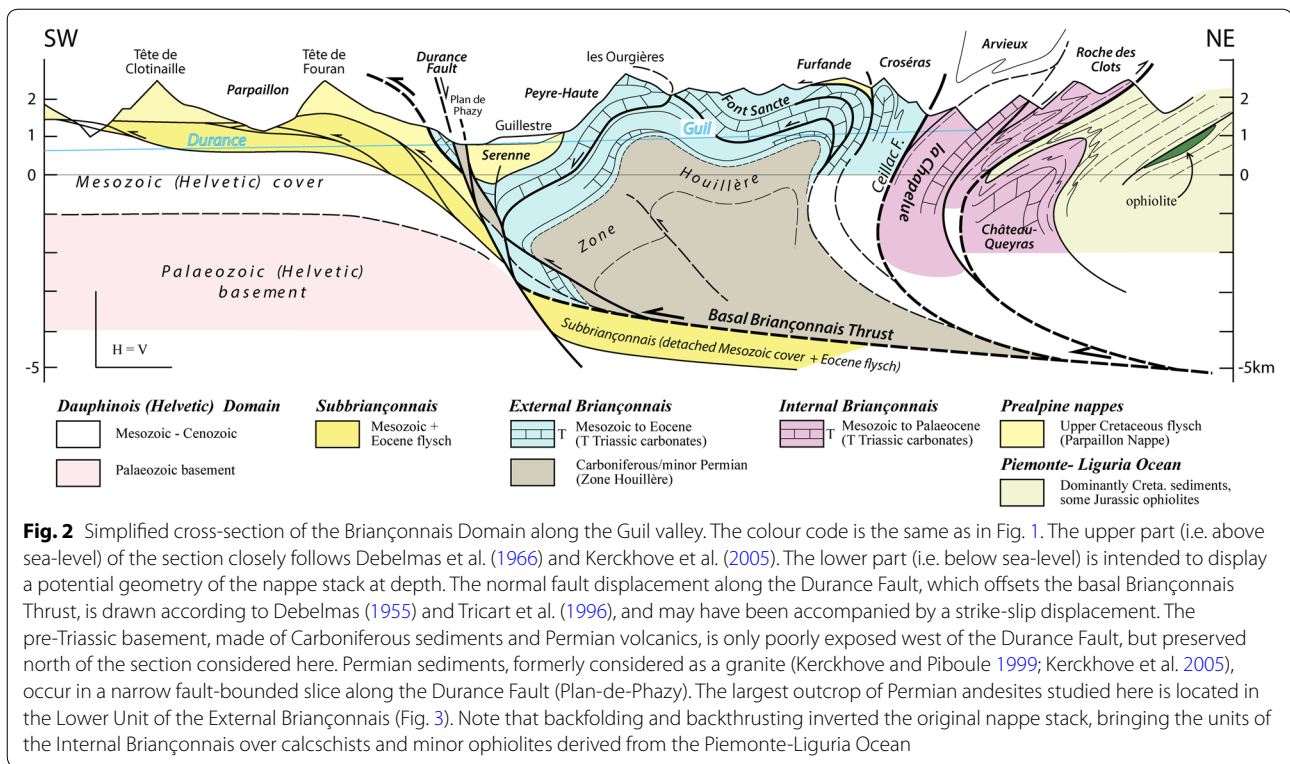 SW
NE
Tête de
Clotinaille
Parpaillon
Tête de
Fouran
Durance
Fault
Plan de
Phazy
Guillestre
Peyre-Haute
les Ourgières
Font Sancte
Furfande
Croséras
Arvieux
Roche des
Clots
2
1
0
-5
2
1
0
-5km
Durance
Serenne
Guil
Ceillac F.
la Chapelue
Château-
Queyras
ophiolite
Mesozoic (Helvetic) cover
Houillère
Zone
Palaeozoic (Helvetic)
basement
H = V
Basal Briançonnais Thrust
Subbriançonnais (detached Mesozoic cover + Eocene flysch)
Dauphinois (Helvetic) Domain
Mesozoic - Cenozoic
Palaeozoic basement
Subbriançonnais
Mesozoic +
Eocene flysch
External Briançonnais
T
Mesozoic to Eocene
(T Triassic carbonates)
Carboniferous/minor Permian
(Zone Houillère)
Internal Briançonnais
T
Mesozoic to Palaeocene
(T Triassic carbonates)
Prealpine nappes
Upper Cretaceous flysch
(Parpaillon Nappe)
Piemonte- Liguria Ocean
Dominantly Creta. sediments,
some Jurassic ophiolites
Fig. 2 Simplified cross-section of the Briançonnais Domain along the Guil valley. The colour code is the same as in Fig. 1. The upper part (i.e. above
sea-level) of the section closely follows Debelmas et al. (1966) and Kerckhove et al. (2005). The lower part (i.e. below sea-level) is intended to display
a potential geometry of the nappe stack at depth. The normal fault displacement along the Durance Fault, which offsets the basal Briançonnais
Thrust, is drawn according to Debelmas (1955) and Tricart et al. (1996), and may have been accompanied by a strike-slip displacement. The
pre-Triassic basement, made of Carboniferous sediments and Permian volcanics, is only poorly exposed west of the Durance Fault, but preserved
north of the section considered here. Permian sediments, formerly considered as a granite (Kerckhove and Piboule 1999; Kerckhove et al. 2005),
occur in a narrow fault-bounded slice along the Durance Fault (Plan-de-Phazy). The largest outcrop of Permian andesites studied here is located in
the Lower Unit of the External Briançonnais (Fig. 3). Note that backfolding and backthrusting inverted the original nappe stack, bringing the units of
the Internal Briançonnais over calcschists and minor ophiolites derived from the Piemonte-Liguria Ocean